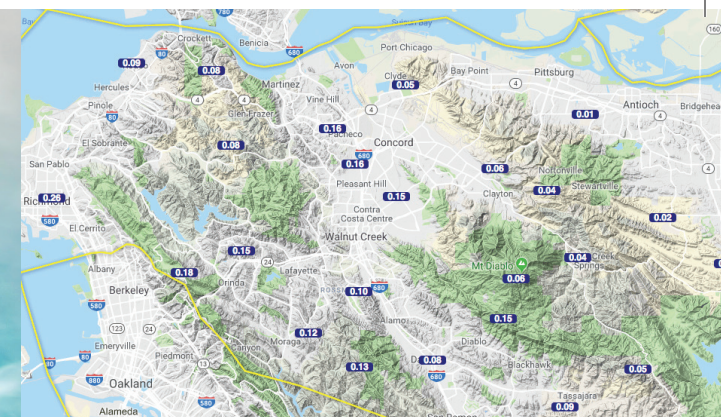 780
160
Suisun Bay
Crockett
Benicia
80
680
Port Chicago
0.09
0.08
Avon
Clyde
Bay Point
Pittsburg
Hercules
Martinez
0.05
4
Pinole
4
4
Vine Hill
4
0.01
Antioch
Bridgehea
80
Glen Frazer
0.16
Pacheco
4
El Sobrante
0.08
Concord
680
San Pablo
0.16
0.06
Nortonville
4
Pleasant Hill
0.04
Stewartville
0.26
Richmond
0.15
Clayton
580
Contra
Costa Centre
0.02
El Cerrito
Walnut Creek
0.15
0.04
Creek
Springs
Albany
0.18
24
Lafayette
Mt Diablo
Orinda
0.06
Berkeley
0.10
680
580
123
24
0.12
Alamo
0.15
Emeryville
Moraga
Diablo
80
Piedmont
Canyon
0.08
Blackhawk
13
0.13
680
0.05
880
Oakland
Tassajara
580
0.09
Alameda
San Ramon